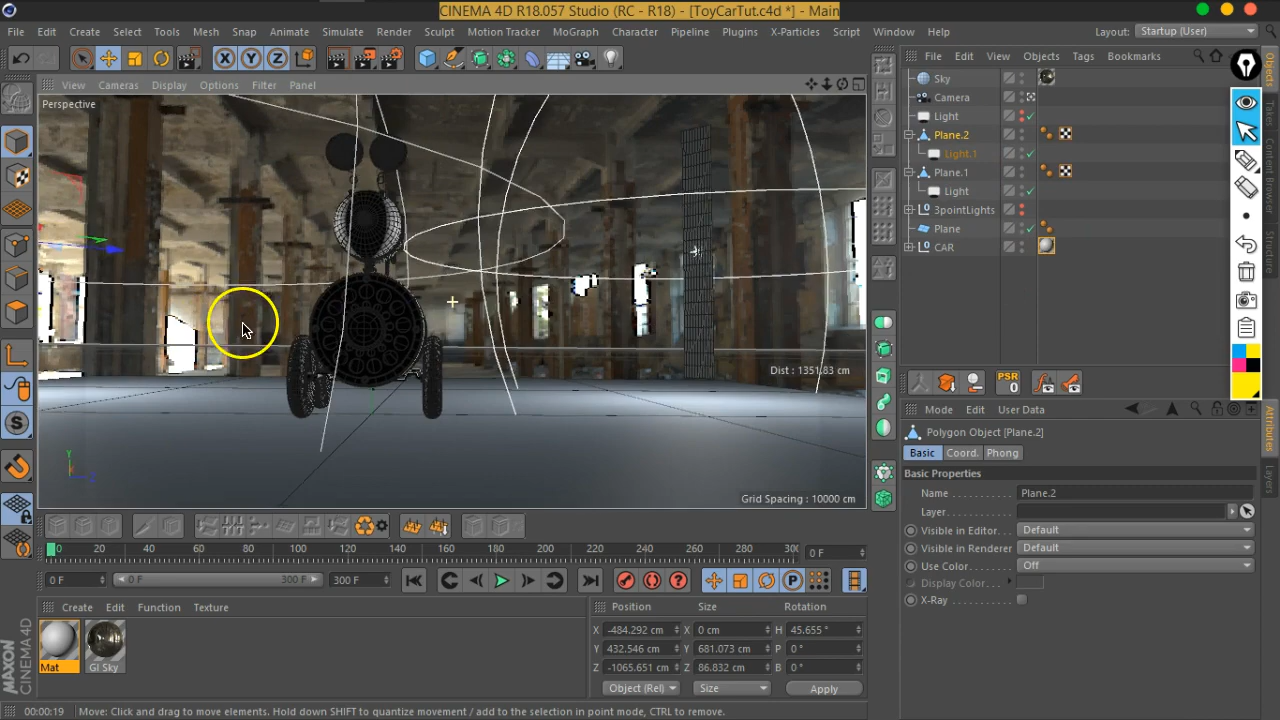 CINEMA 4D R18.057 Studio (RC - R18) - [ToyCarTut.c4d *] - Main
File Edit Create Select Tools Mesh Snap Animate Simulate Render Sculpt Motion Tracker MoGraph Character Pipeline Plugins X-Particles Script Window Layout: Startup (User)
X Y Z
View Cameras Display Options Filter Panel
Perspective
Dist : 1351.83 cm
Grid Spacing : 10000 cm
File Edit View Objects Tags Bookmarks
Sky
Camera
Light
Plane.2
Light.1
Plane.1
Light
3pointLights
Plane
CAR
Objects
Takes
Content Browser
Structure
Attributes
Layers
PSR
0
Mode Edit User Data
Polygon Object [Plane.2]
Basic Coord. Phong
Basic Properties
Name Plane.2
Layer
Visible in Editor Default
Visible in Renderer Default
Use Color Off
Display Color
X-Ray
0 20 40 60 80 100 120 140 160 180 200 220 240 260 280 300 0 F
0 F 0 F 300 F 300 F
P
Create Edit Function Texture
Mat GI Sky
MAXON CINEMA 4D
Position Size Rotation
X -484.292 cm X 0 cm H 45.655 °
Y 432.546 cm Y 681.073 cm P 0 °
Z -1065.651 cm Z 86.832 cm B 0 °
Object (Rel) Size Apply
00:00:19 Move: Click and drag to move elements. Hold down SHIFT to quantize movement / add to the selection in point mode, CTRL to remove.